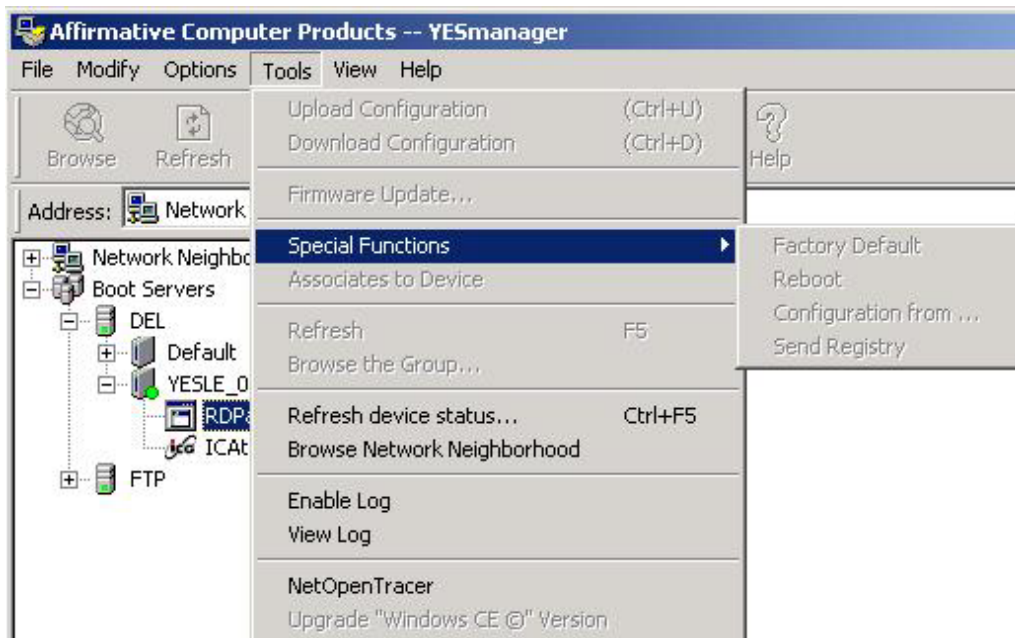 Affirmative Computer Products -- YESmanager
File Modify Options Tools View Help
Browse Refresh Help
Address: Network
Upload Configuration (Ctrl+U)
Download Configuration (Ctrl+D)
Firmware Update...
Special Functions
Associates to Device
Refresh F5
Browse the Group...
Refresh device status... Ctrl+F5
Browse Network Neighborhood
Enable Log
View Log
NetOpenTracer
Upgrade "Windows CE ©" Version
Factory Default
Reboot
Configuration from ...
Send Registry
Network Neighbo
Boot Servers
DEL
Default
YESLE_0
RDPa
ICAt
FTP